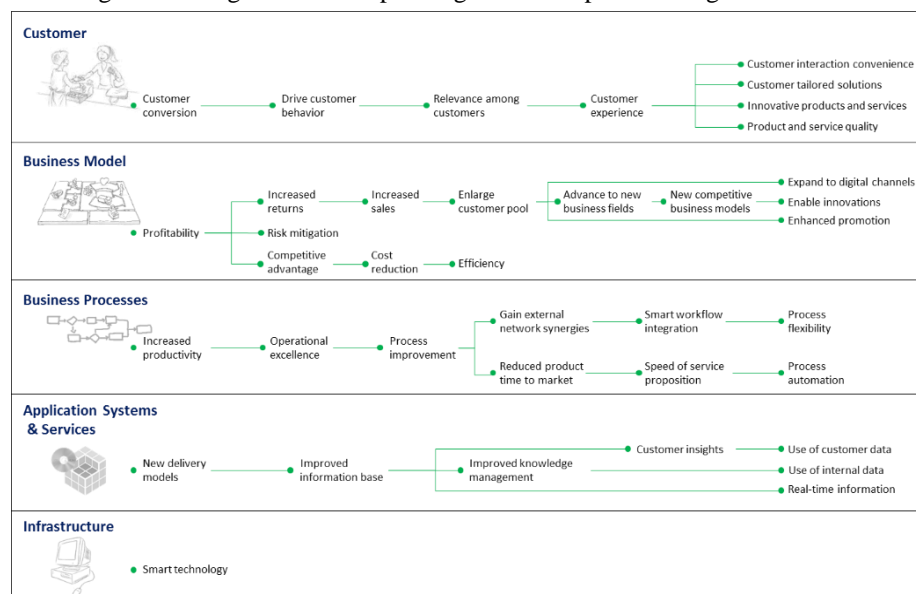 Customer
Customer
conversion
Drive customer
behavior
Relevance among
customers
Customer
experience
Customer interaction convenience
Customer tailored solutions
Innovative products and services
Product and service quality
Business Model
Profitability
Increased
returns
Increased
sales
Enlarge
customer pool
Advance to new
business fields
New competitive
business models
Expand to digital channels
Enable innovations
Enhanced promotion
Risk mitigation
Competitive
advantage
Cost
reduction
Efficiency
Business Processes
Increased
productivity
Operational
excellence
Process
improvement
Gain external
network synergies
Smart workflow
integration
Process
flexibility
Reduced product
time to market
Speed of service
proposition
Process
automation
Application Systems
& Services
New delivery
models
Improved
information base
Improved knowledge
management
Customer insights
Use of customer data
Use of internal data
Real-time information
Infrastructure
Smart technology